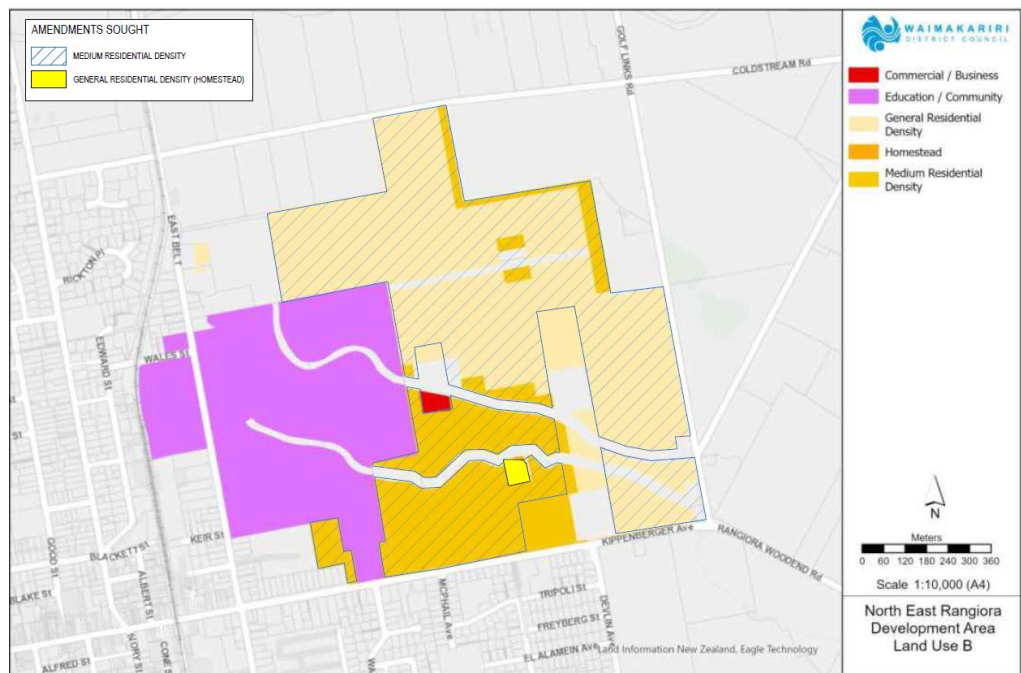 AMENDMENTS SOUGHT
MEDIUM RESIDENTIAL DENSITY
GENERAL RESIDENTIAL DENSITY (HOMESTEAD)
WAIMAKARIRI
DISTRICT COUNCIL
Commercial / Business
Education / Community
General Residential
Density
Homestead
Medium Residential
Density
GOLF LINKS Rd
COLDSTREAM Rd
EAST BELT
RICKTON Pl
EDWARD St
WALES St
St
KEIR St
BLACKETT St
GOOD St
BLAKE St
ALBERT St
NORY St
CONE S
ALFRED St
WA
MCPHAIL Ave
TRIPOLI St
FREYBERG St
DEVLIN Ave
EL ALAMEIN Ave
KIPPENBERGER Ave
RANGIORA WOODEND Rd
Land Information New Zealand, Eagle Technology
N
Meters
0 60 120 180 240 300 360
Scale 1:10,000 (A4)
North East Rangiora
Development Area
Land Use B